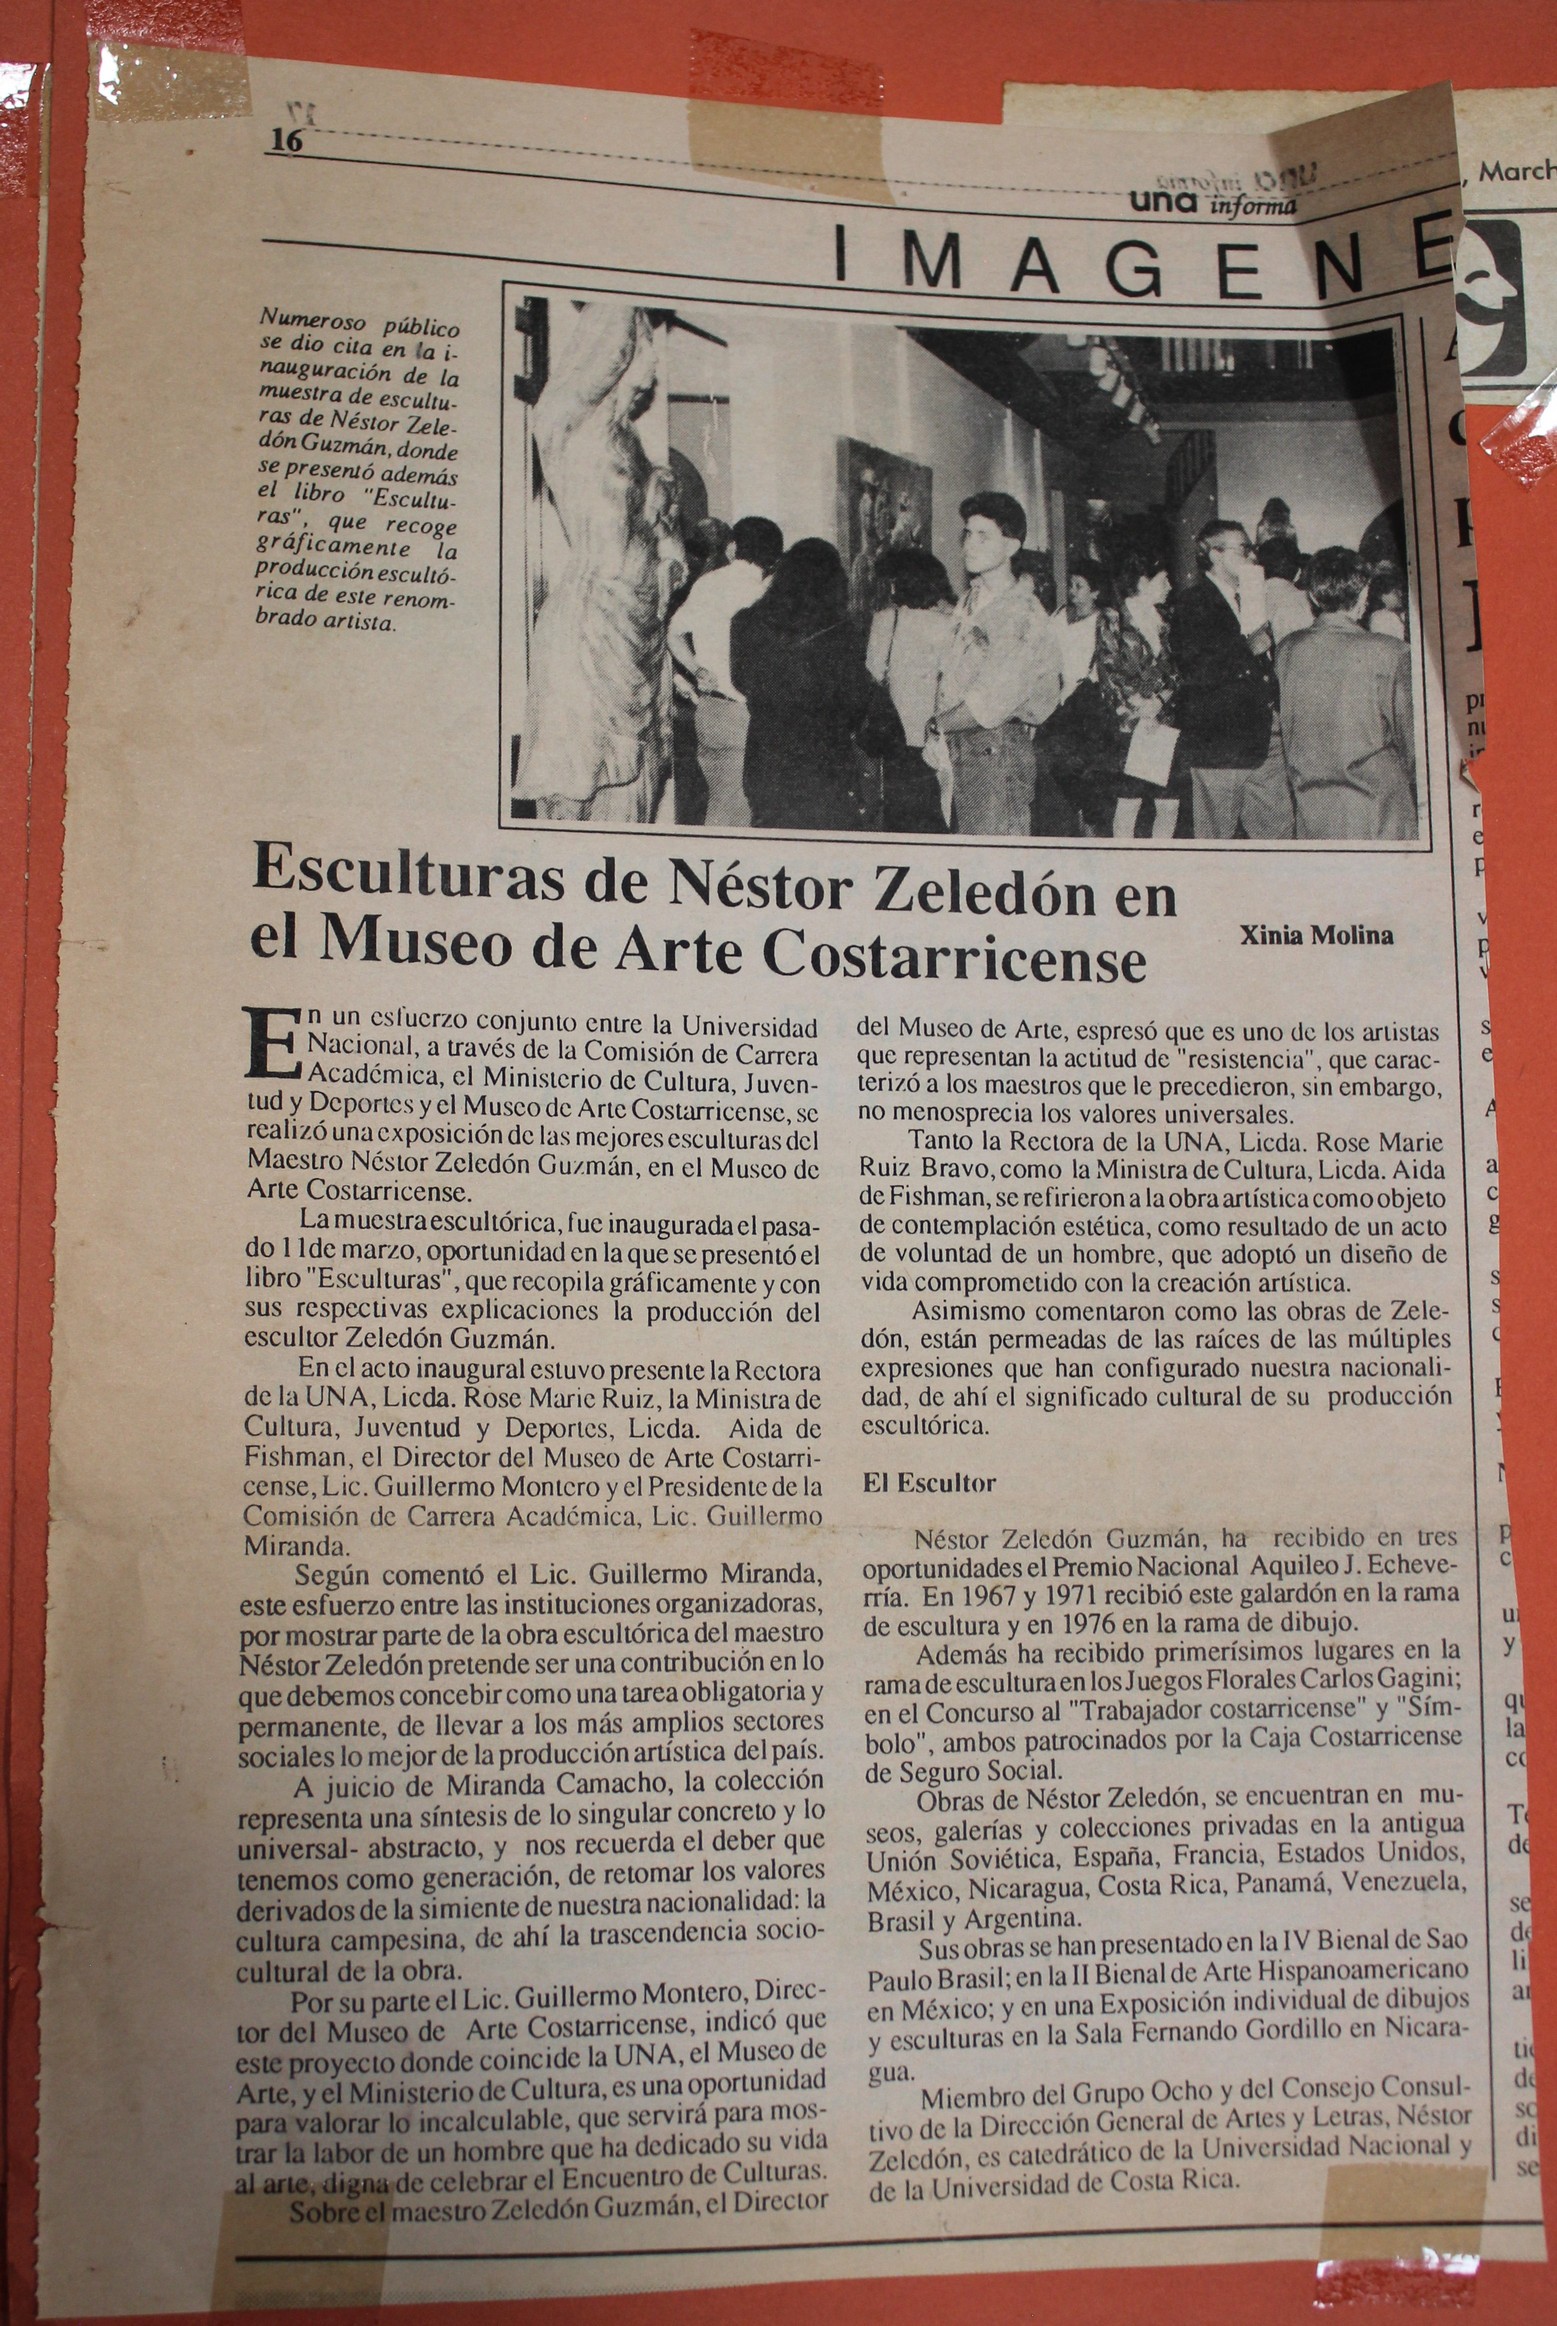 16
una informa
, March
IMAGENE
Numeroso público
se dio cita en la i-
nauguración de la
muestra de escultu-
ras de Néstor Zele-
dón Guzmán, donde
se presentó además
el libro "Escultu-
ras", que recoge
gráficamente la
producción escultó-
rica de este renom-
brado artista.
Esculturas de Néstor Zeledón en
el Museo de Arte Costarricense
Xinia Molina
En un esfuerzo conjunto entre la Universidad
Nacional, a través de la Comisión de Carrera
Académica, el Ministerio de Cultura, Juven-
tud y Deportes y el Museo de Arte Costarricense, se
realizó una exposición de las mejores esculturas del
Maestro Néstor Zeledón Guzmán, en el Museo de
Arte Costarricense.
La muestra escultórica, fue inaugurada el pasa-
do 11 de marzo, oportunidad en la que se presentó el
libro "Esculturas", que recopila gráficamente y con
sus respectivas explicaciones la producción del
escultor Zeledón Guzmán.
En el acto inaugural estuvo presente la Rectora
de la UNA, Licda. Rose Marie Ruiz, la Ministra de
Cultura, Juventud y Deportes, Licda. Aida de
Fishman, el Director del Museo de Arte Costarri-
cense, Lic. Guillermo Montero y el Presidente de la
Comisión de Carrera Académica, Lic. Guillermo
Miranda.
Según comentó el Lic. Guillermo Miranda,
este esfuerzo entre las instituciones organizadoras,
por mostrar parte de la obra escultórica del maestro
Néstor Zeledón pretende ser una contribución en lo
que debemos concebir como una tarea obligatoria y
permanente, de llevar a los más amplios sectores
sociales lo mejor de la producción artística del país.
A juicio de Miranda Camacho, la colección
representa una síntesis de lo singular concreto y lo
universal- abstracto, y nos recuerda el deber que
tenemos como generación, de retomar los valores
derivados de la simiente de nuestra nacionalidad: la
cultura campesina, de ahí la trascendencia socio-
cultural de la obra.
Por su parte el Lic. Guillermo Montero, Direc-
tor del Museo de Arte Costarricense, indicó que
este proyecto donde coincide la UNA, el Museo de
Arte, y el Ministerio de Cultura, es una oportunidad
para valorar lo incalculable, que servirá para mos-
trar la labor de un hombre que ha dedicado su vida
al arte, digna de celebrar el Encuentro de Culturas.
Sobre el maestro Zeledón Guzmán, el Director
del Museo de Arte, espresó que es uno de los artistas
que representan la actitud de "resistencia", que carac-
terizó a los maestros que le precedieron, sin embargo,
no menosprecia los valores universales.
Tanto la Rectora de la UNA, Licda. Rose Marie
Ruiz Bravo, como la Ministra de Cultura, Licda. Aida
de Fishman, se refirieron a la obra artística como objeto
de contemplación estética, como resultado de un acto
de voluntad de un hombre, que adoptó un diseño de
vida comprometido con la creación artística.
Asimismo comentaron como las obras de Zele-
dón, están permeadas de las raíces de las múltiples
expresiones que han configurado nuestra nacionali-
dad, de ahí el significado cultural de su producción
escultórica.
El Escultor
Néstor Zeledón Guzmán, ha recibido en tres
oportunidades el Premio Nacional Aquileo J. Echeve-
rría. En 1967 y 1971 recibió este galardón en la rama
de escultura y en 1976 en la rama de dibujo.
Además ha recibido primerísimos lugares en la
rama de escultura en los Juegos Florales Carlos Gagini;
en el Concurso al "Trabajador costarricense" y "Sím-
bolo", ambos patrocinados por la Caja Costarricense
de Seguro Social.
Obras de Néstor Zeledón, se encuentran en mu-
seos, galerías y colecciones privadas en la antigua
Unión Soviética, España, Francia, Estados Unidos,
México, Nicaragua, Costa Rica, Panamá, Venezuela,
Brasil y Argentina.
Sus obras se han presentado en la IV Bienal de Sao
Paulo Brasil; en la II Bienal de Arte Hispanoamericano
en México; y en una Exposición individual de dibujos
y esculturas en la Sala Fernando Gordillo en Nicara-
gua.
Miembro del Grupo Ocho y del Consejo Consul-
tivo de la Dirección General de Artes y Letras, Néstor
Zeledón, es catedrático de la Universidad Nacional y
de la Universidad de Costa Rica.